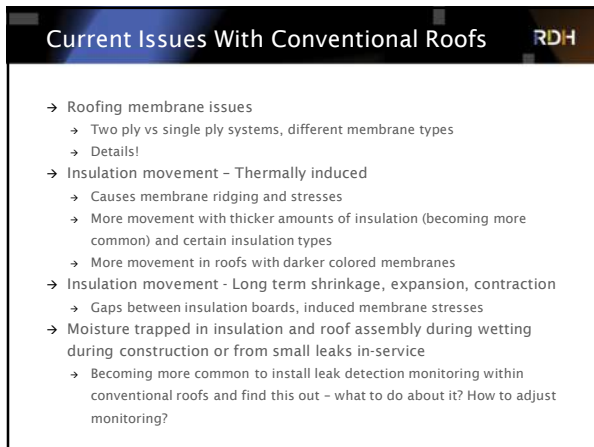 Current Issues With Conventional Roofs
RDH
→ Roofing membrane issues
→ Two ply vs single ply systems, different membrane types
→ Details!
→ Insulation movement – Thermally induced
→ Causes membrane ridging and stresses
→ More movement with thicker amounts of insulation (becoming more
common) and certain insulation types
→ More movement in roofs with darker colored membranes
→ Insulation movement - Long term shrinkage, expansion, contraction
→ Gaps between insulation boards, induced membrane stresses
→ Moisture trapped in insulation and roof assembly during wetting
during construction or from small leaks in-service
→ Becoming more common to install leak detection monitoring within
conventional roofs and find this out – what to do about it? How to adjust
monitoring?